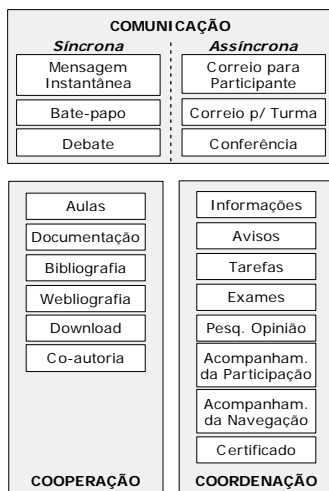 COMUNICAÇÃO
Síncrona
Assíncrona
Mensagem
Instantânea
Correio para
Participante
Bate-papo
Correio p/ Turma
Debate
Conferência
Aulas
Documentação
Bibliografia
Webliografia
Download
Co-autoria
COOPERAÇÃO
Informações
Avisos
Tarefas
Exames
Pesq. Opinião
Acompanham.
da Participação
Acompanham.
da Navegação
Certificado
COORDENAÇÃO